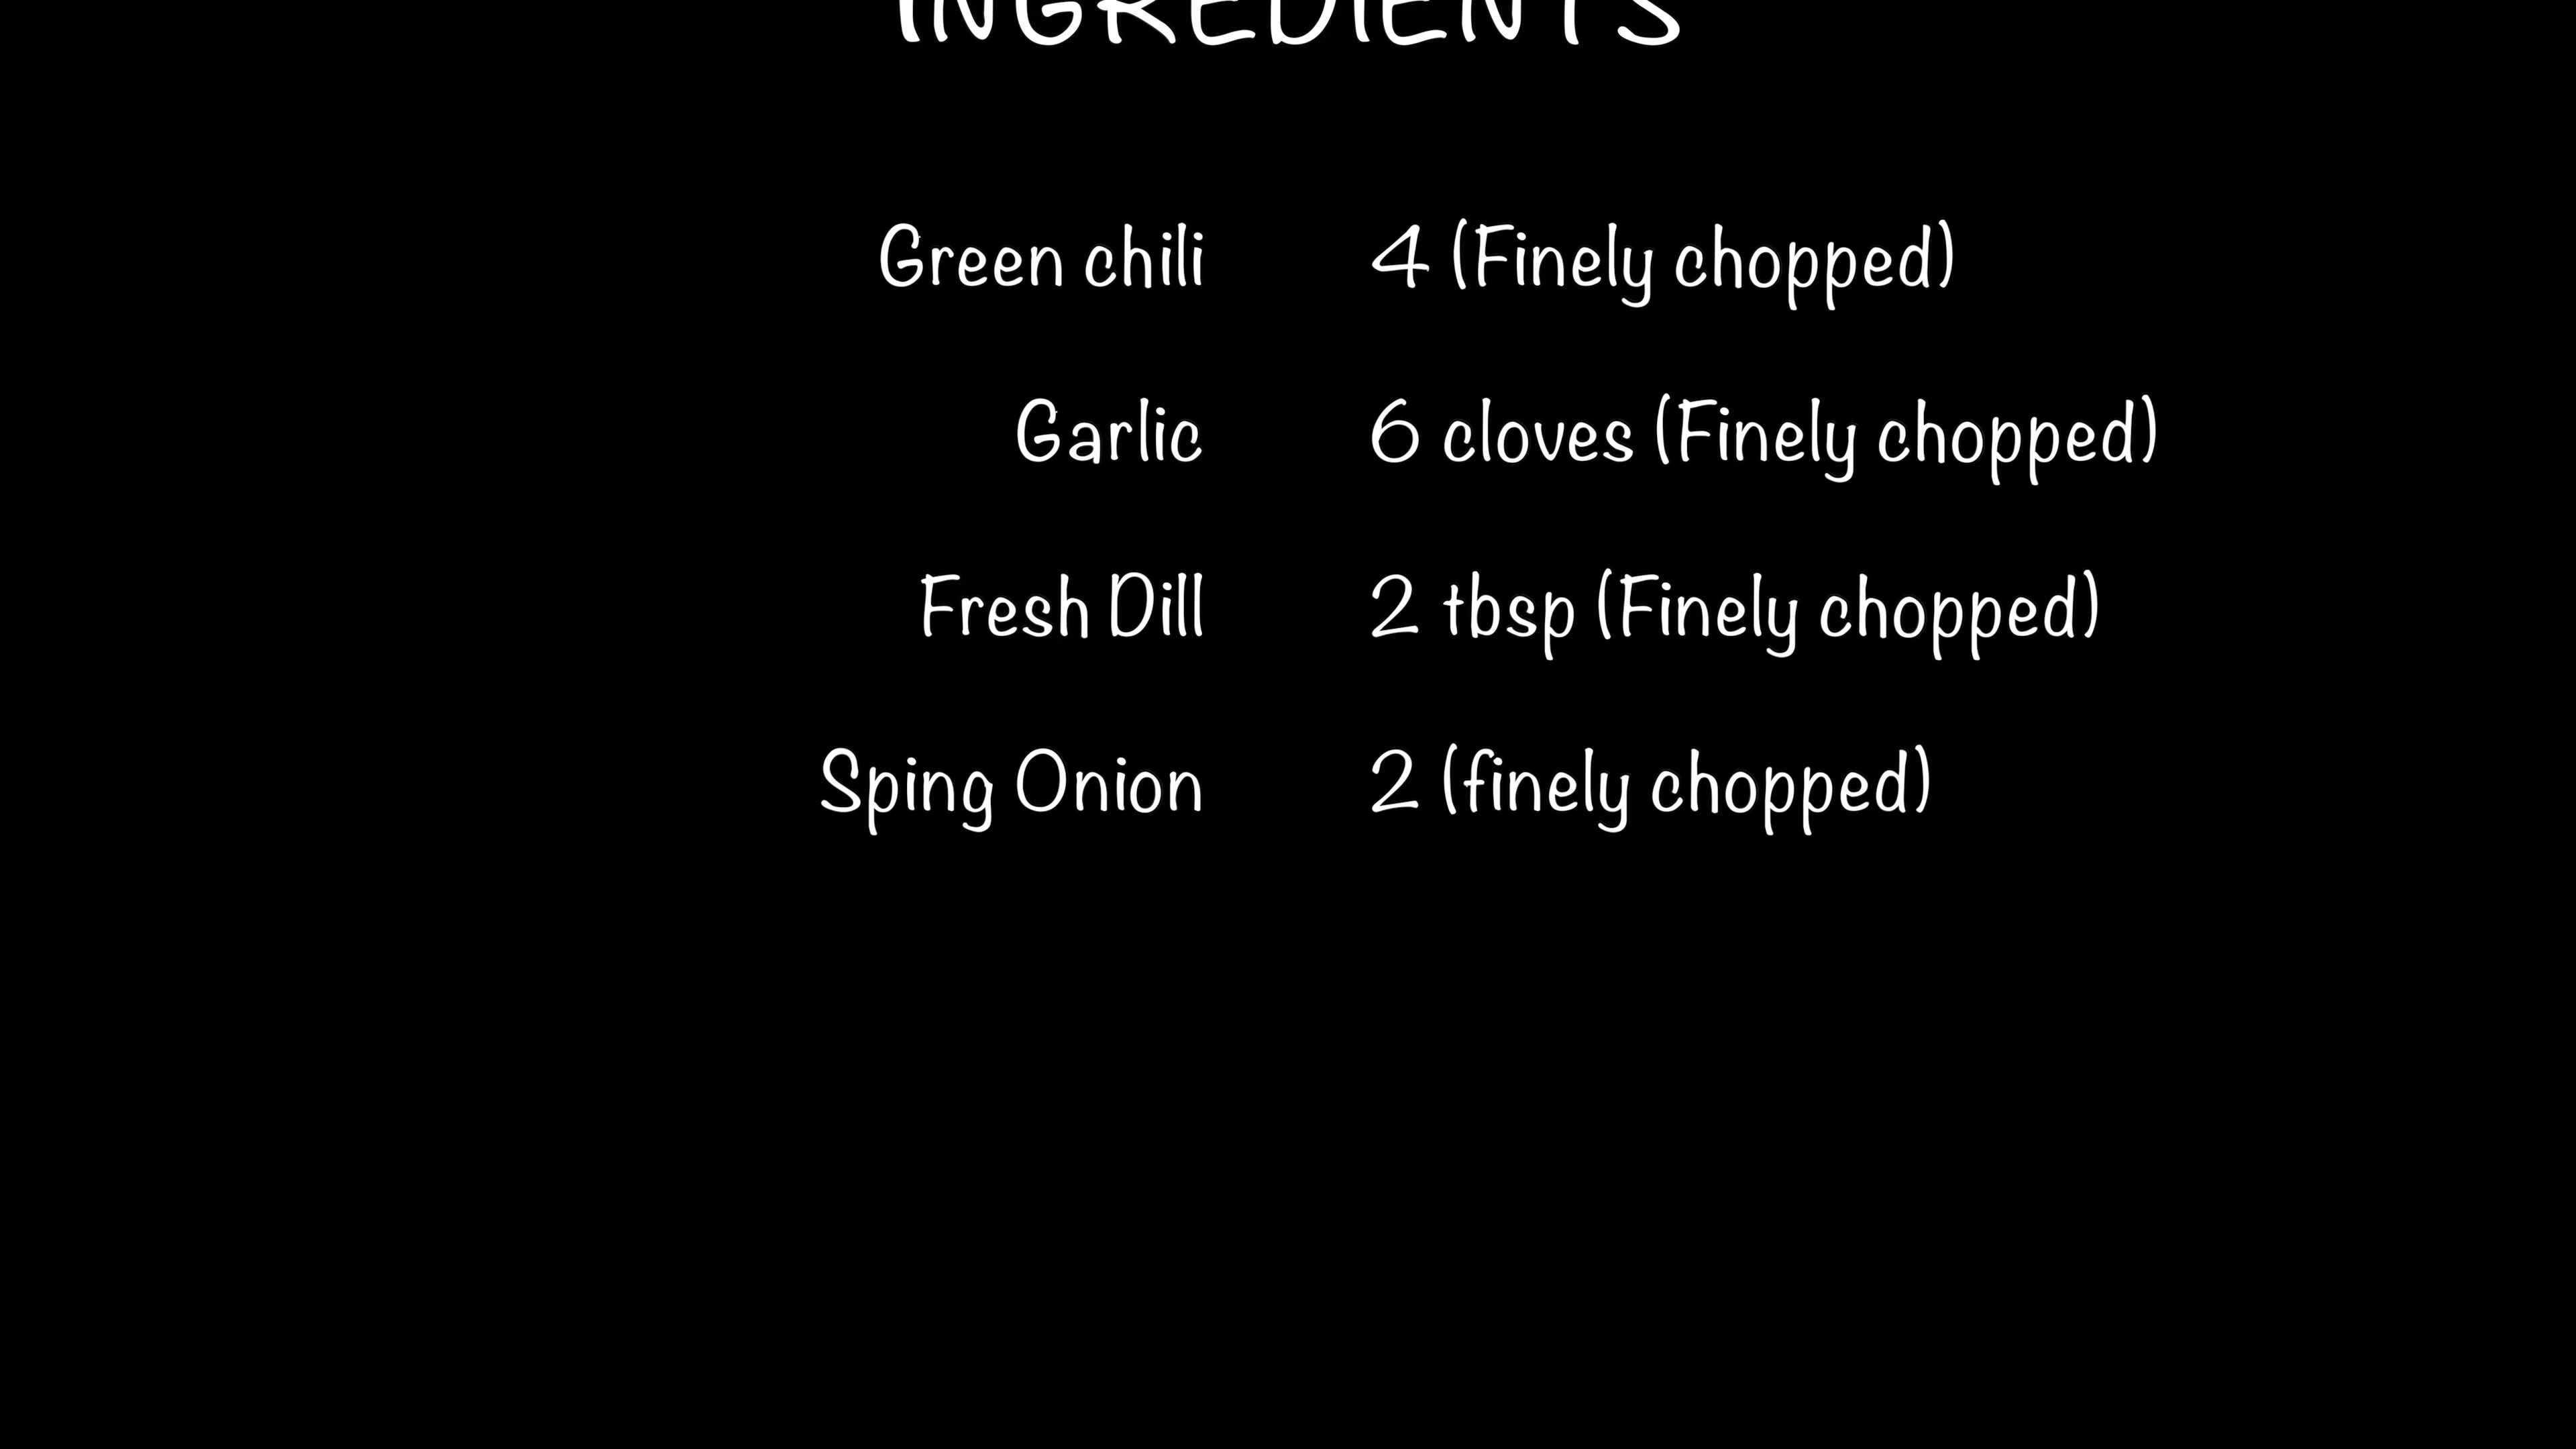 INGREDIENTS
Green chili 4 (Finely chopped)
Garlic 6 cloves (Finely chopped)
Fresh Dill 2 tbsp (Finely chopped)
Sping Onion 2 (finely chopped)